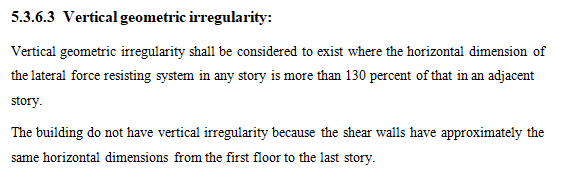 5.3.6.3 Vertical geometric irregularity:
Vertical geometric irregularity shall be considered to exist where the horizontal dimension of
the lateral force resisting system in any story is more than 130 percent of that in an adjacent
story.
The building do not have vertical irregularity because the shear walls have approximately the
same horizontal dimensions from the first floor to the last story.